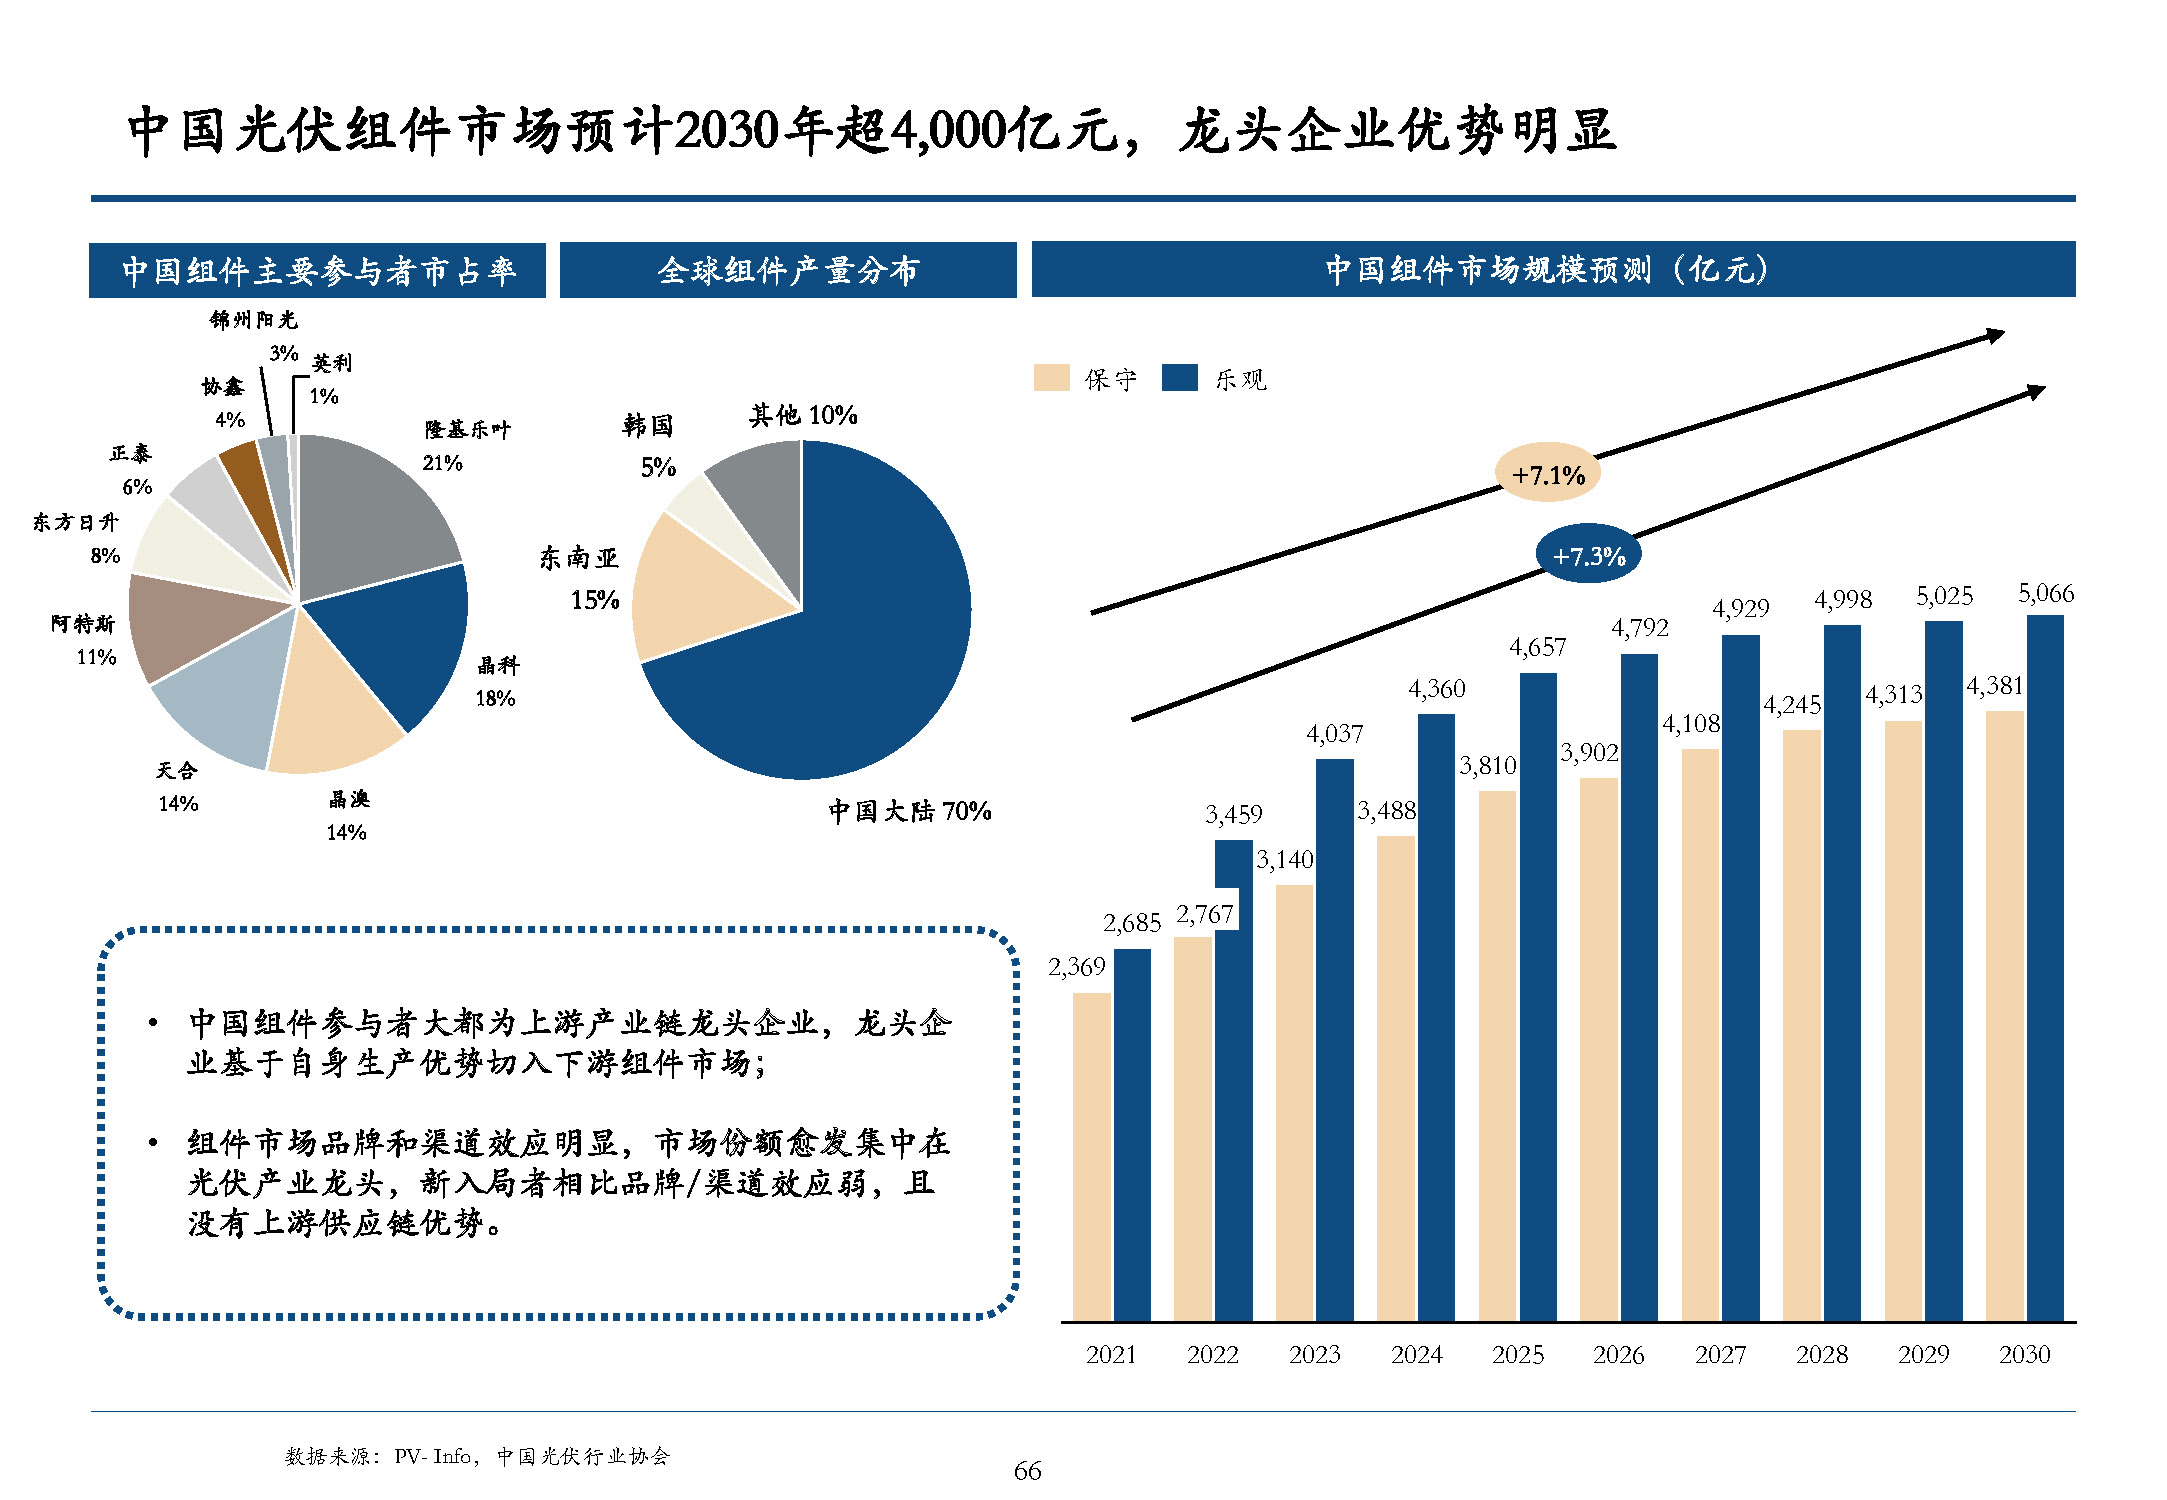 中国光伏组件市场预计2030年超4,000亿元，龙头企业优势明显
中国组件主要参与者市占率
锦州阳光
3%
英利
1%
协鑫
4%
隆基乐叶
21%
正泰
6%
东方日升
8%
阿特斯
11%
晶科
18%
天合
14%
晶澳
14%
全球组件产量分布
其他 10%
韩国
5%
东南亚
15%
中国大陆 70%
中国组件市场规模预测（亿元）
保守
乐观
+7.1%
+7.3%
2,369
2,685
2,767
3,459
3,140
4,037
3,488
4,360
3,810
4,657
3,902
4,792
4,108
4,929
4,245
4,998
4,313
5,025
4,381
5,066
2021 2022 2023 2024 2025 2026 2027 2028 2029 2030
• 中国组件参与者大都为上游产业链龙头企业，龙头企
业基于自身生产优势切入下游组件市场；
• 组件市场品牌和渠道效应明显，市场份额愈发集中在
光伏产业龙头，新入局者相比品牌/渠道效应弱，且
没有上游供应链优势。
数据来源：PV- Info，中国光伏行业协会
66